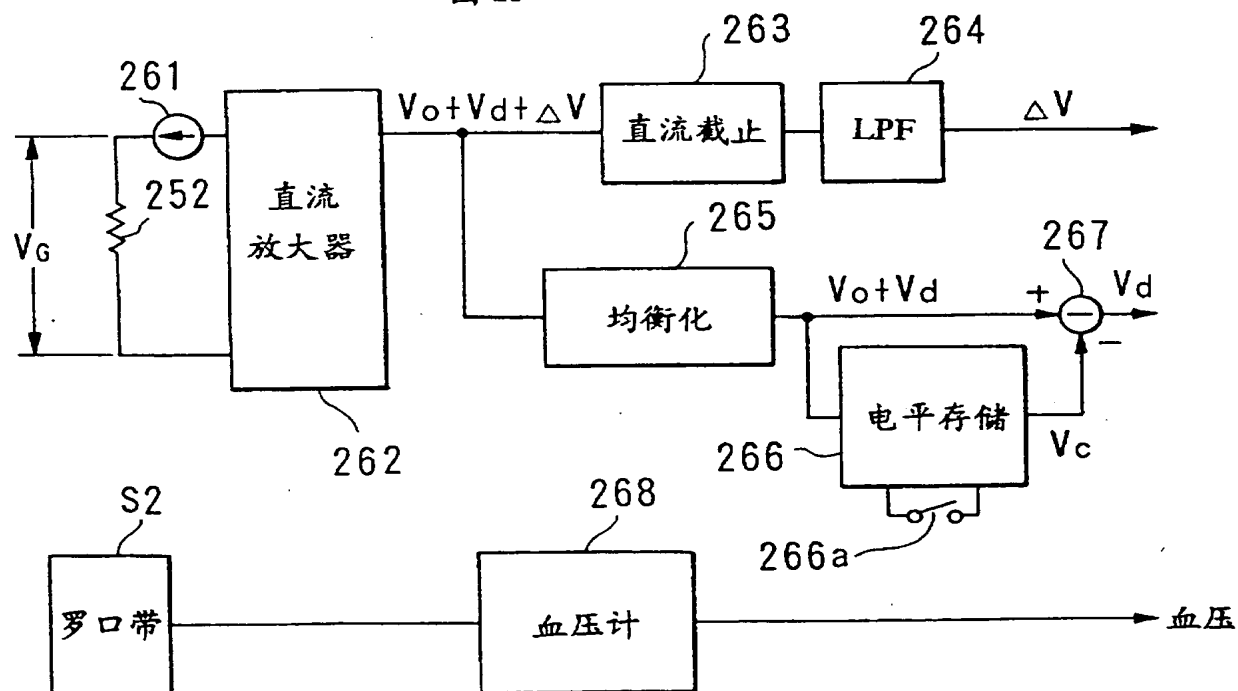 263
264
261
Vo+Vd+△V
直流截止
LPF
△V
252
直流
放大器
VG
265
267
均衡化
Vo+Vd
+
−
Vd
−
电平存储
266
Vc
262
266a
S2
268
罗口带
血压计
血压